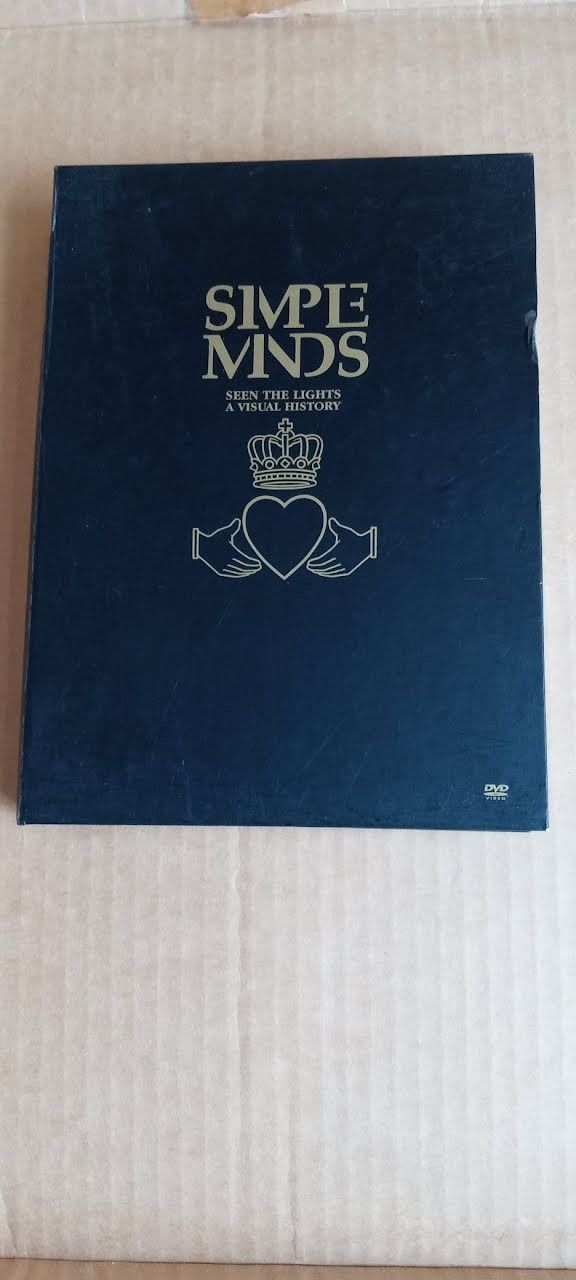 SIMPLE
MINDS
SEEN THE LIGHTS
A VISUAL HISTORY
DVD
VIDEO